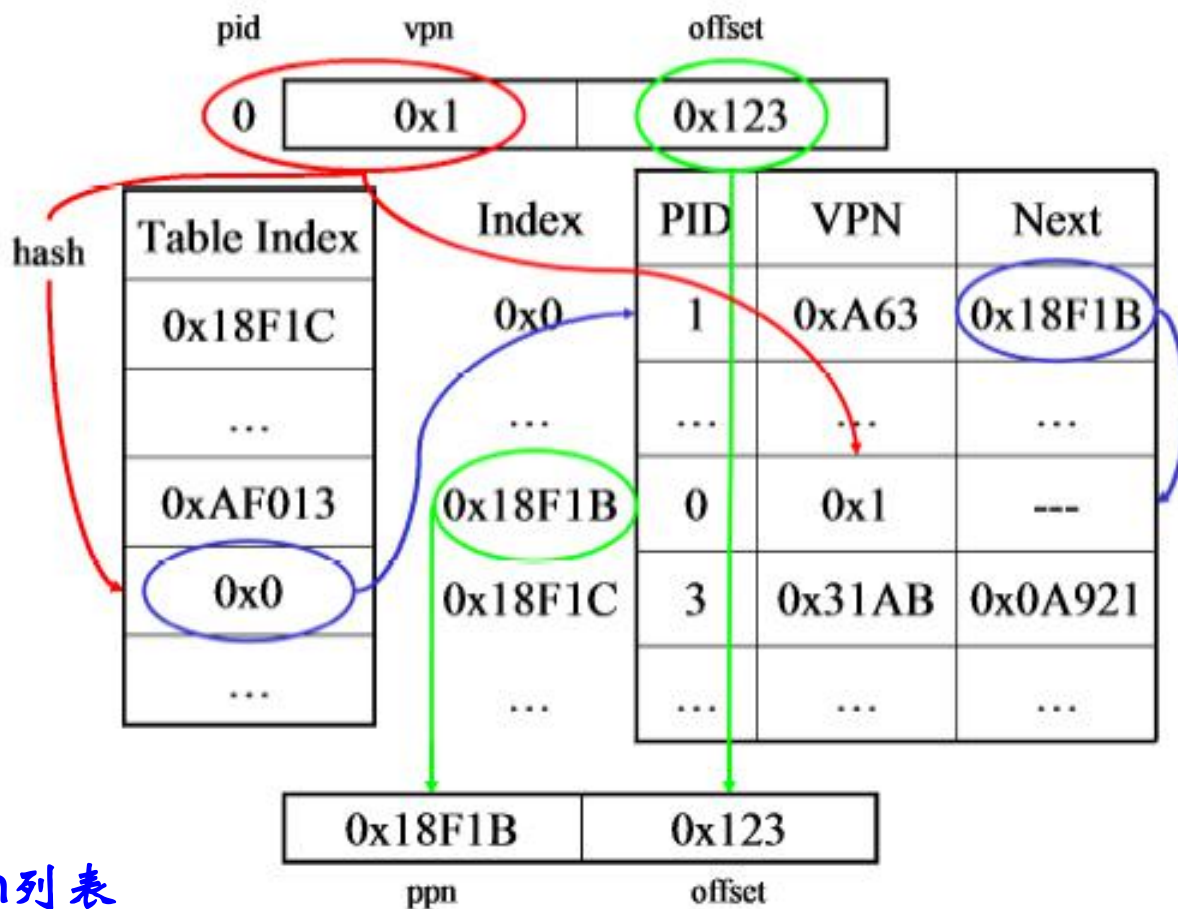 pid vpn offset
0 0x1 0x123
hash
Table Index
0x18F1C
...
0xAF013
0x0
...
Index PID VPN Next
0x0 1 0xA63 0x18F1B
... ... ... ...
0x18F1B 0 0x1 ---
0x18F1C 3 0x31AB 0x0A921
... ... ... ...
0x18F1B 0x123
ppn offset
列表